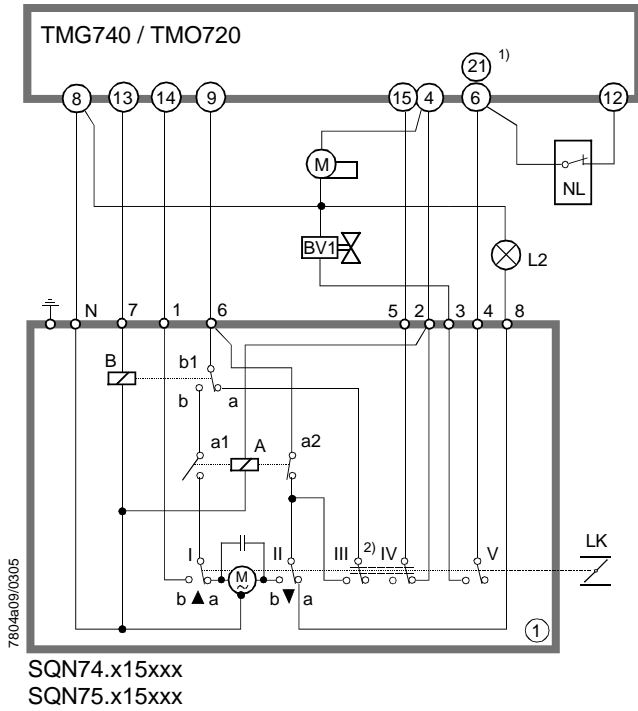 TMG740 / TMO720
21 1)
8 13 14 9 15 4 6 12
M
NL
BV1
L2
N 7 1 6 5 2 3 4 8
B b1
b a
a1 A a2
I II III 2) IV V LK
M
~
b a b a
1
7804a09/0305
SQN74.x15xxx
SQN75.x15xxx